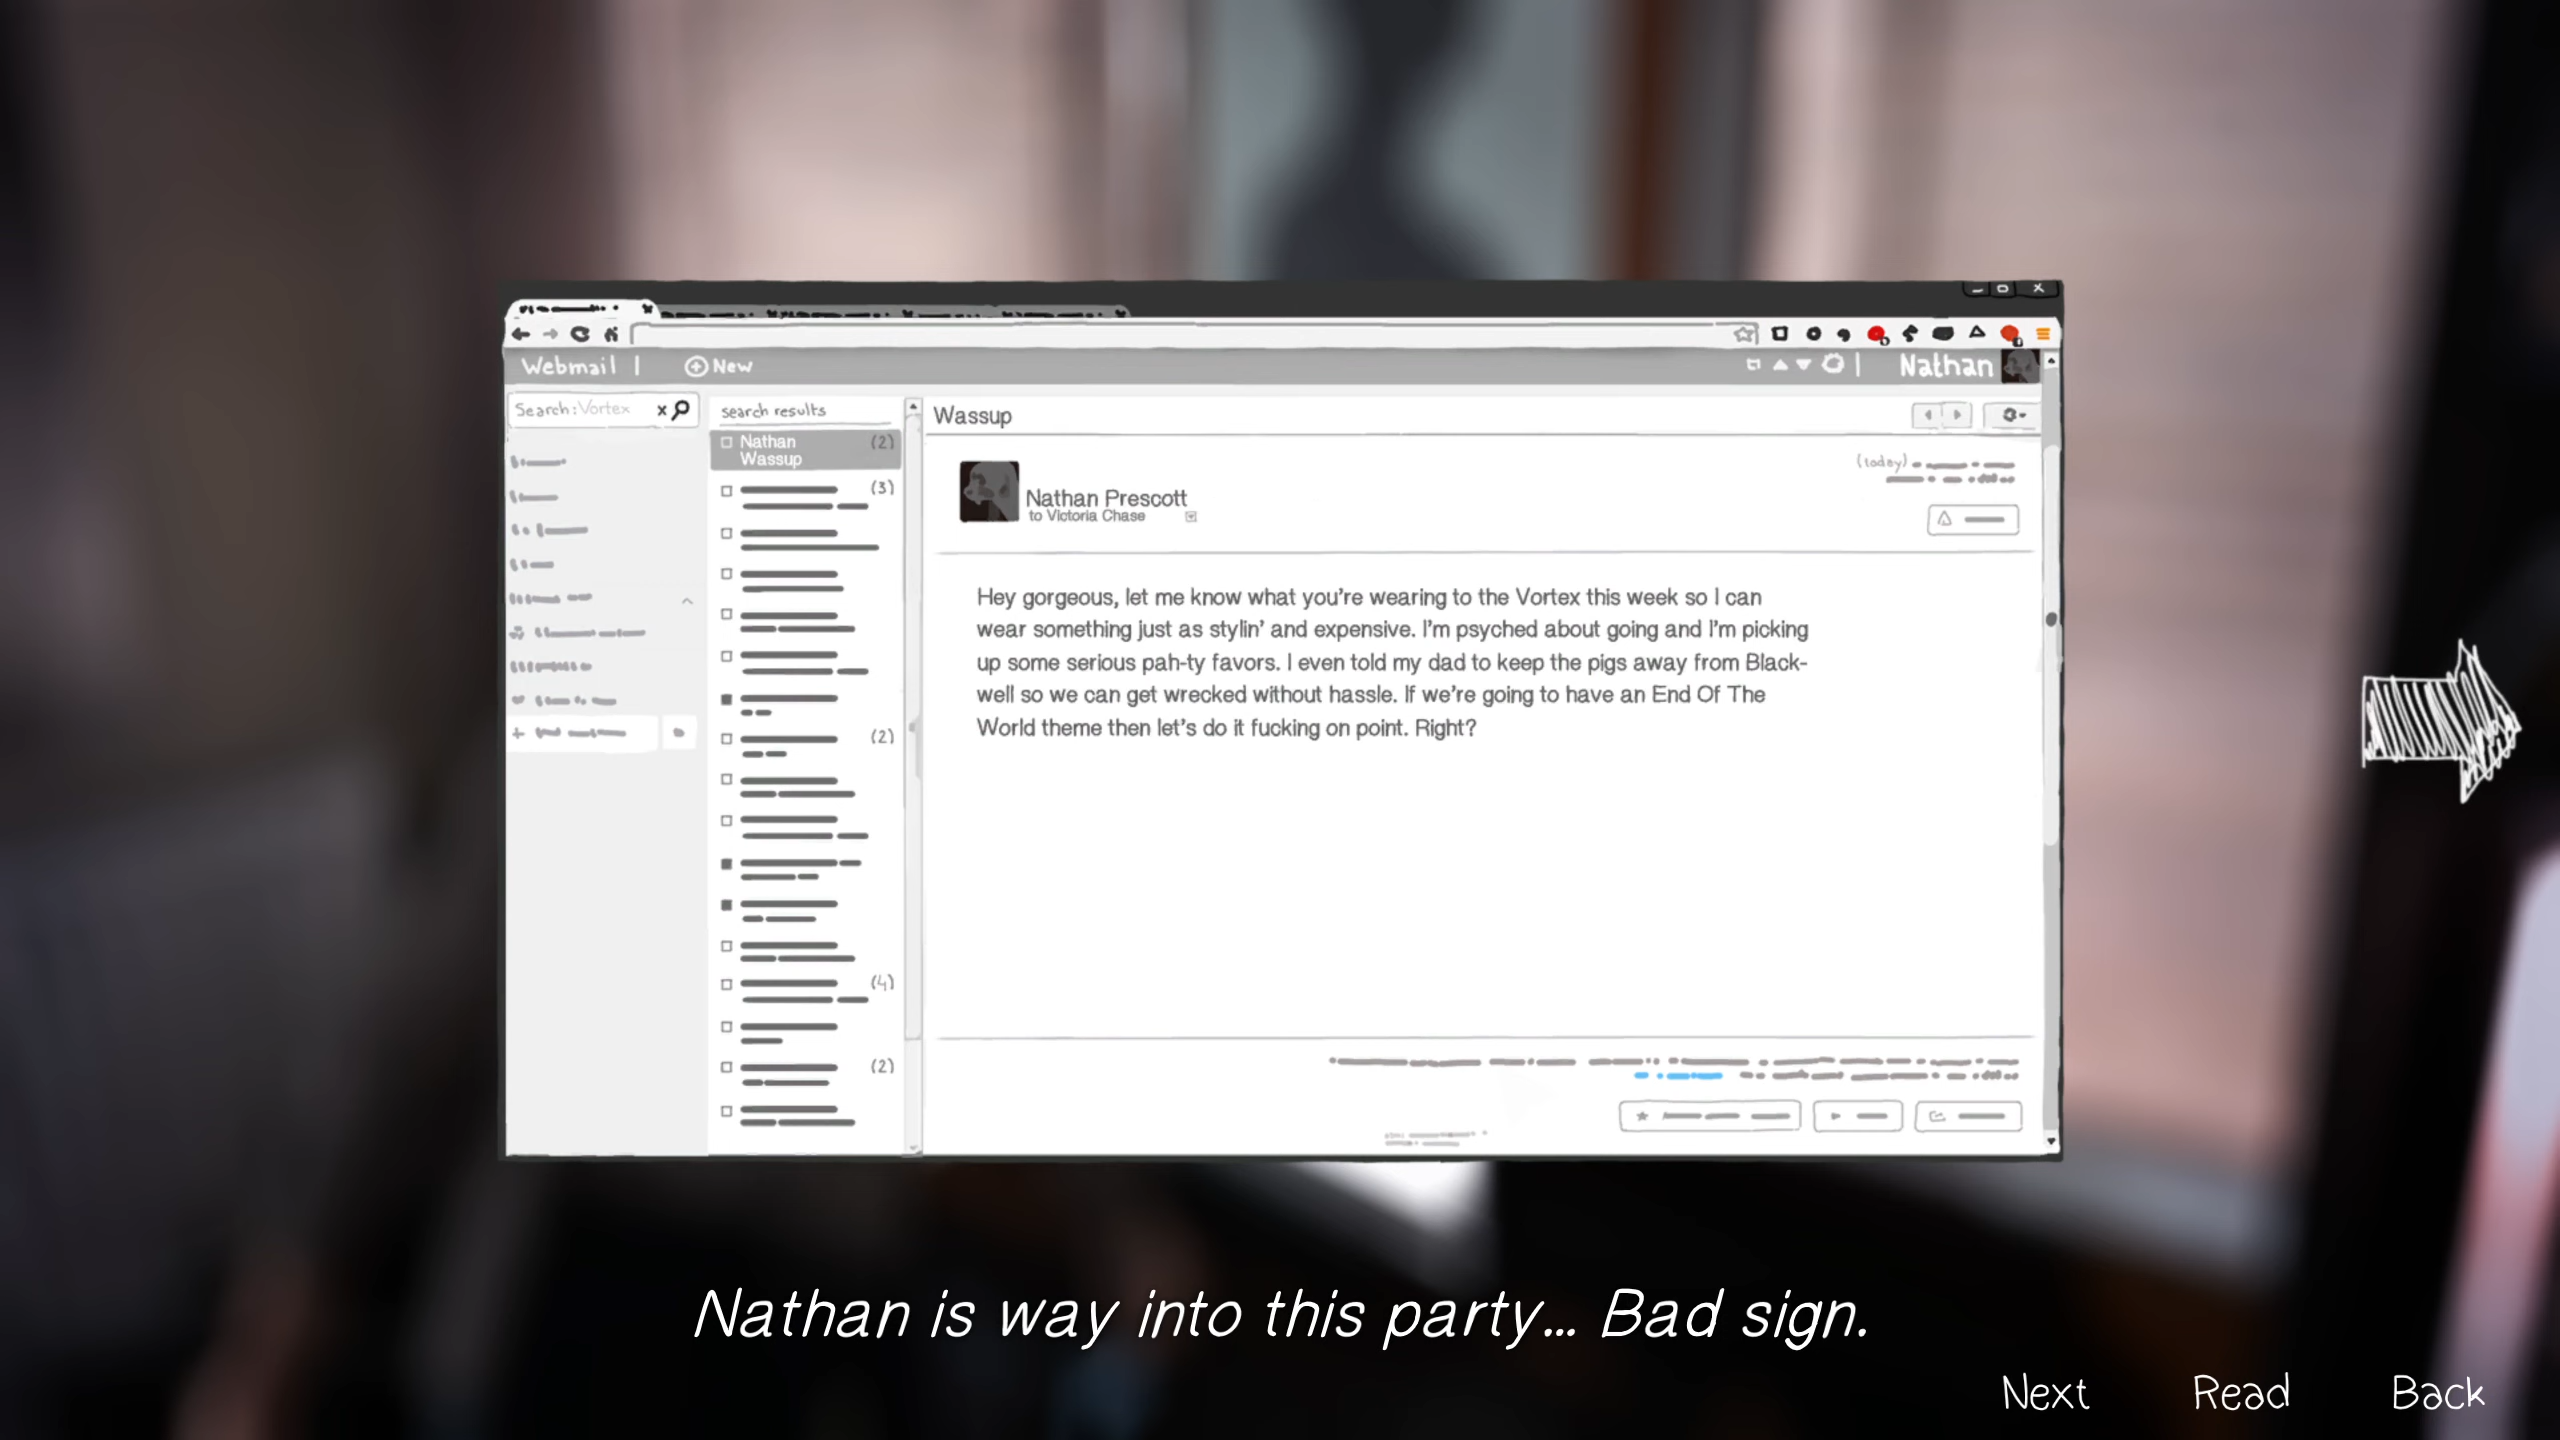 Webmail | New
Nathan
Search: Vortex x
search results
Nathan (2)
Wassup
(3)
(2)
(4)
(2)
Wassup
(today)
Nathan Prescott
to Victoria Chase
Hey gorgeous, let me know what you're wearing to the Vortex this week so I can
wear something just as stylin' and expensive. I'm psyched about going and I'm picking
up some serious pah-ty favors. I even told my dad to keep the pigs away from Black-
well so we can get wrecked without hassle. If we're going to have an End Of The
World theme then let's do it fucking on point. Right?
Nathan is way into this party... Bad sign.
Next Read Back